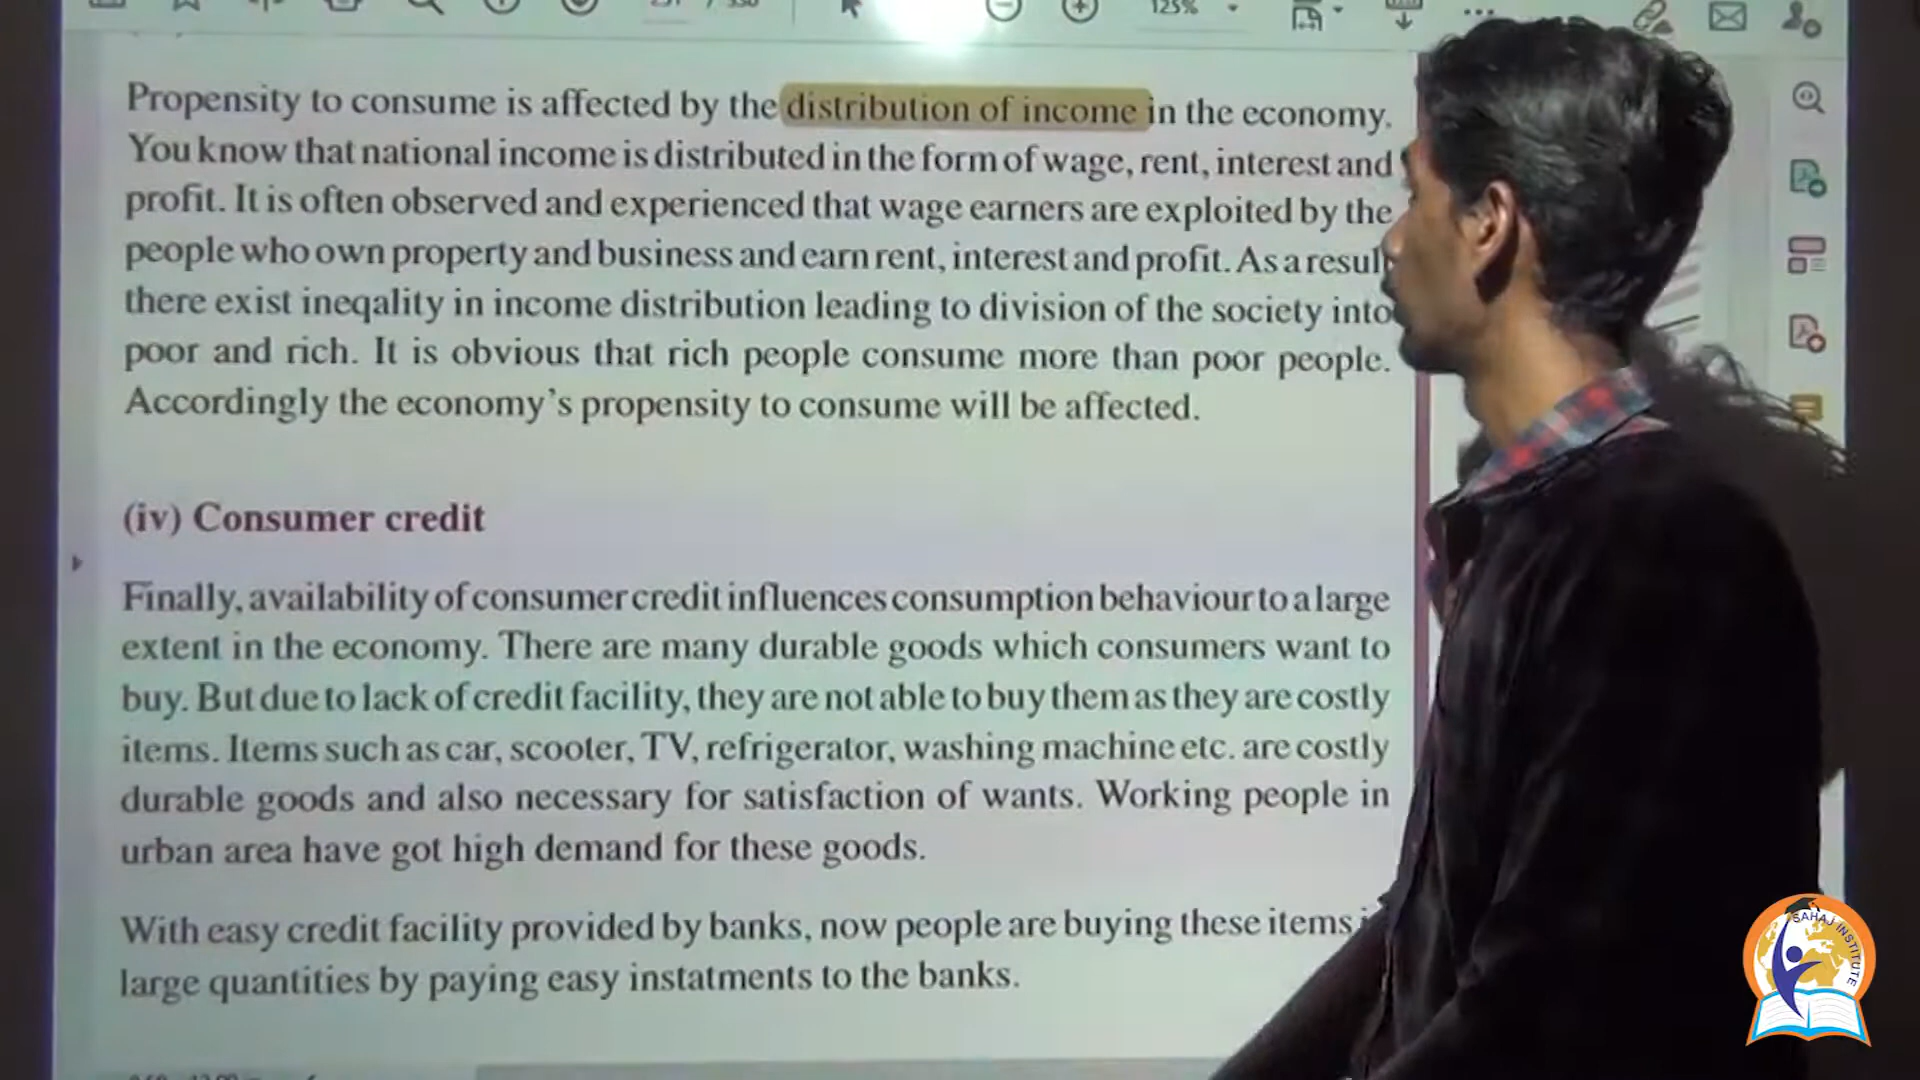 125%
Propensity to consume is affected by the distribution of income in the economy.
You know that national income is distributed in the form of wage, rent, interest and
profit. It is often observed and experienced that wage earners are exploited by the
people who own property and business and earn rent, interest and profit. As a resul
there exist ineqality in income distribution leading to division of the society into
poor and rich. It is obvious that rich people consume more than poor people.
Accordingly the economy's propensity to consume will be affected.
(iv) Consumer credit
Finally, availability of consumer credit influences consumption behaviour to a large
extent in the economy. There are many durable goods which consumers want to
buy. But due to lack of credit facility, they are not able to buy them as they are costly
items. Items such as car, scooter, TV, refrigerator, washing machine etc. are costly
durable goods and also necessary for satisfaction of wants. Working people in
urban area have got high demand for these goods.
With easy credit facility provided by banks, now people are buying these items
large quantities by paying easy instatments to the banks.
SAHAJ INSTITUTE